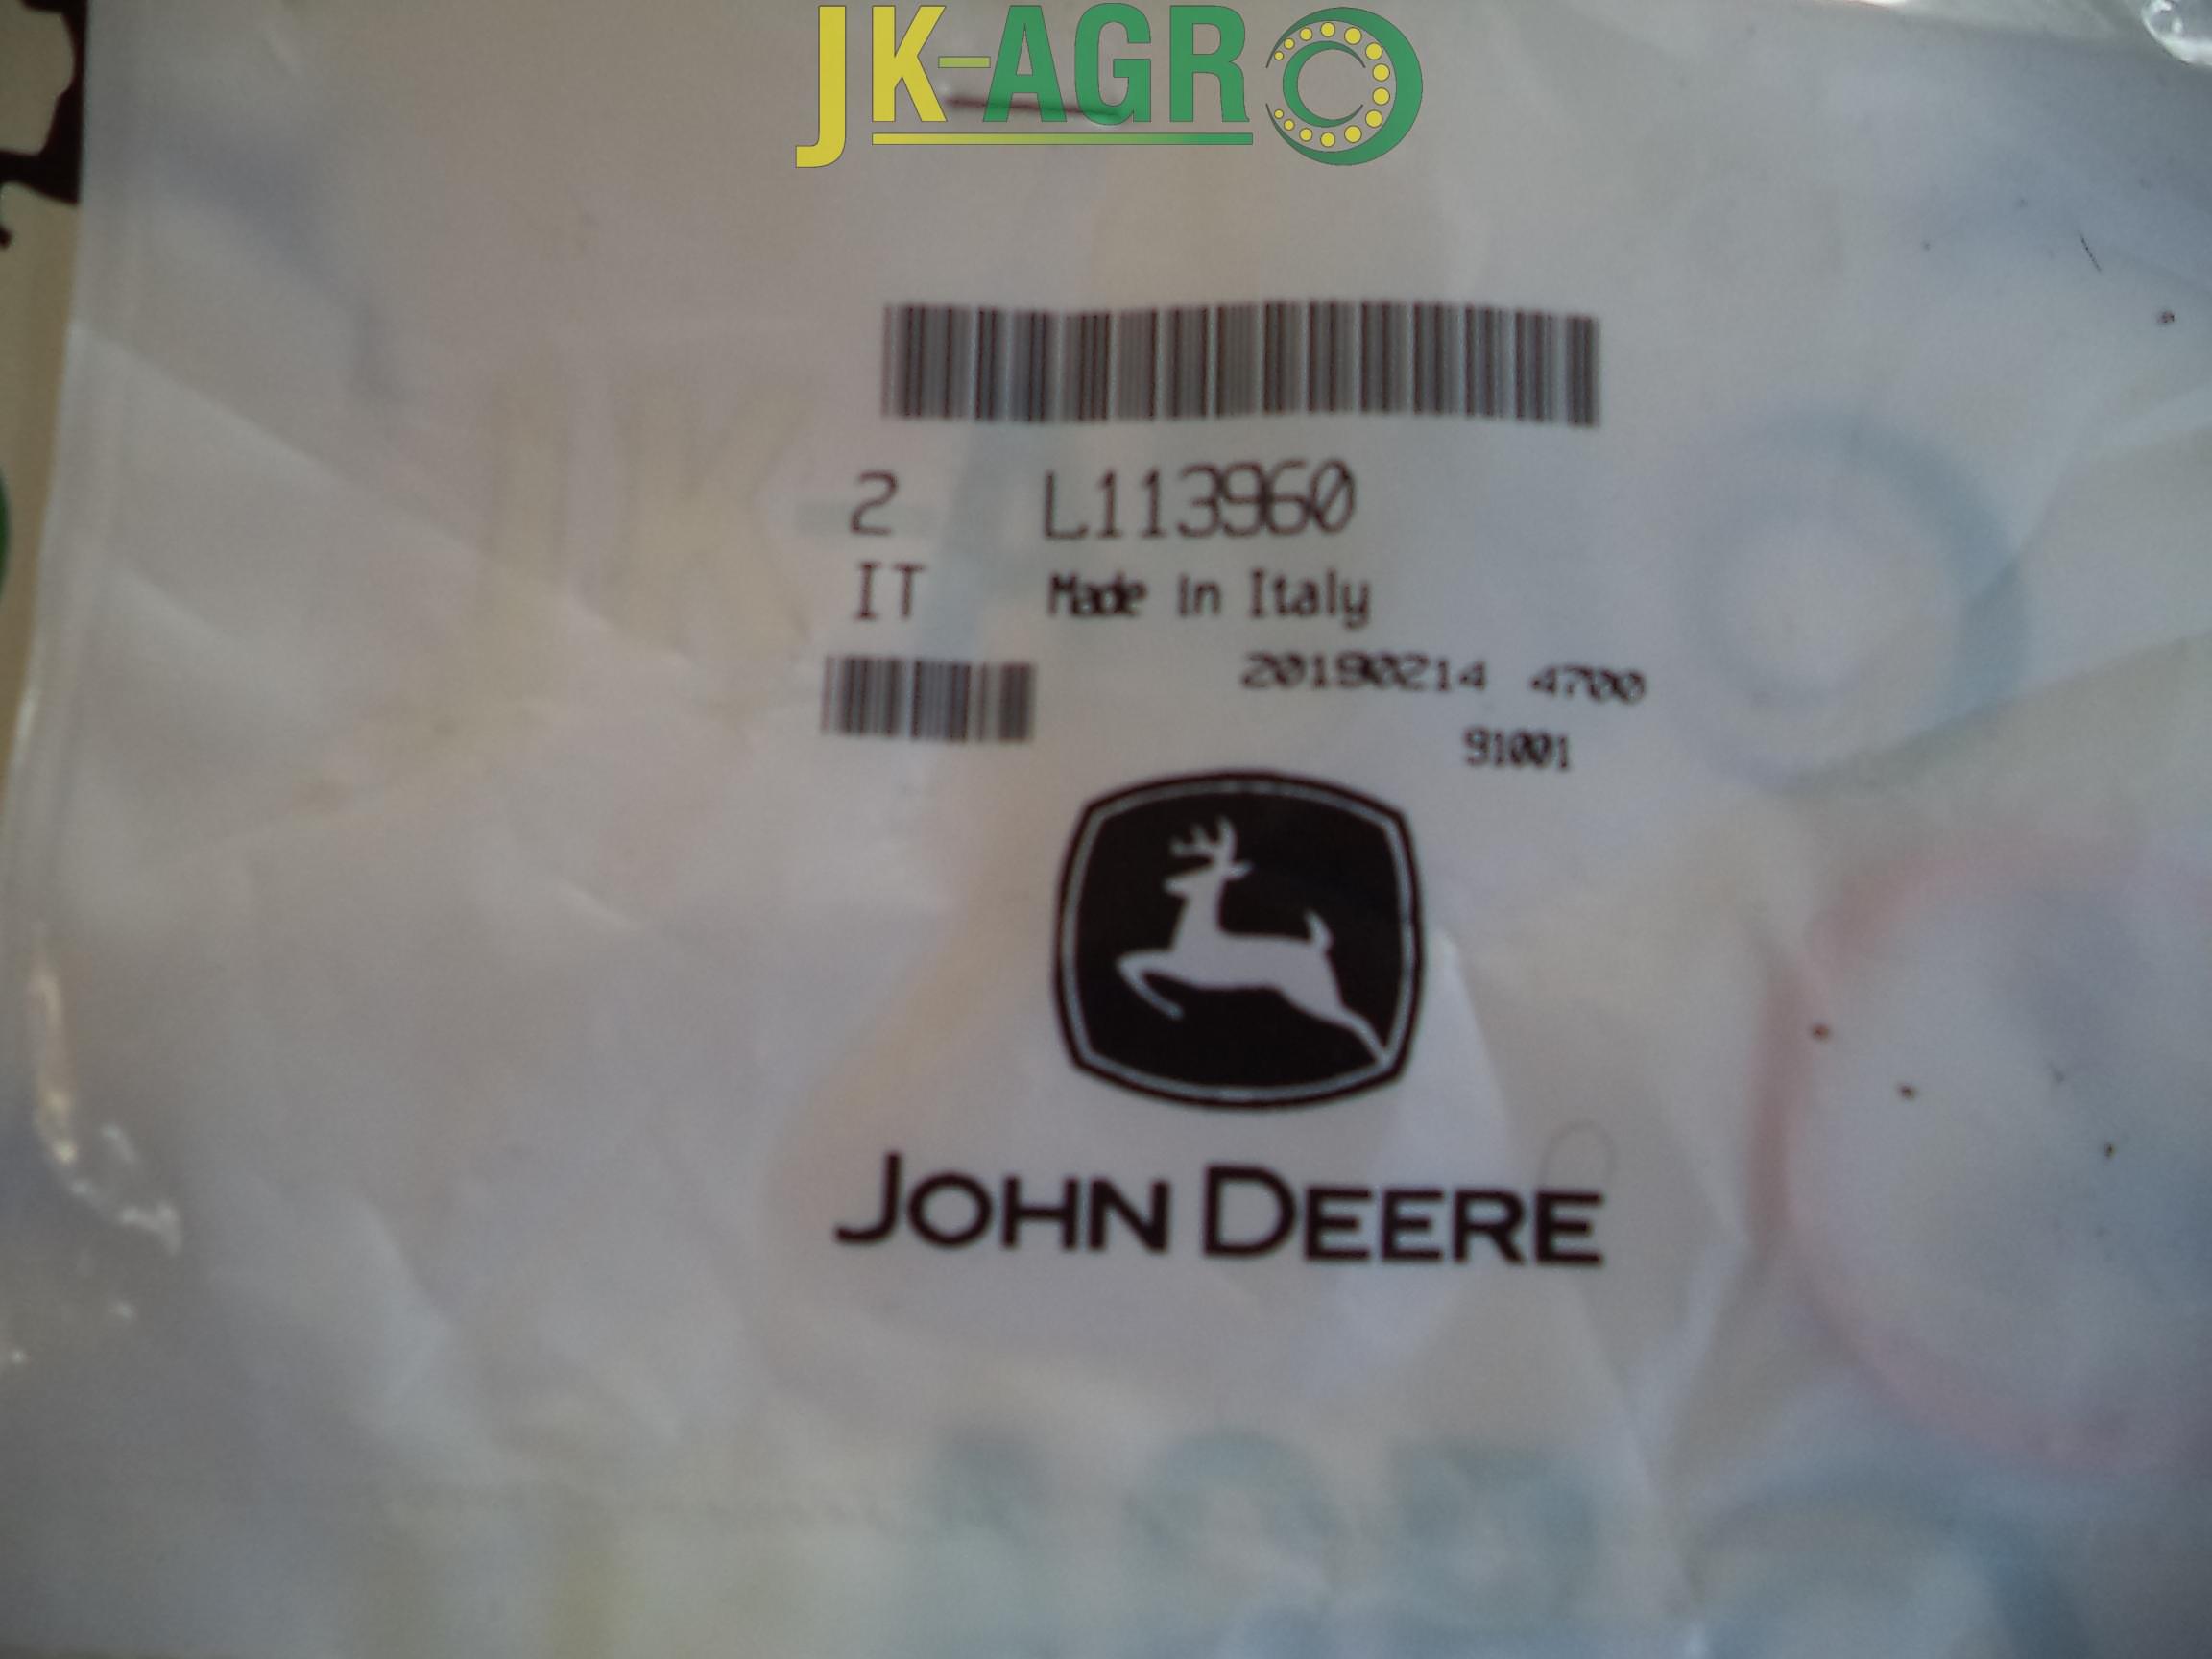 JK-AGRO
2 L113960
IT Made in Italy
20190214 4700
91001
JOHN DEERE